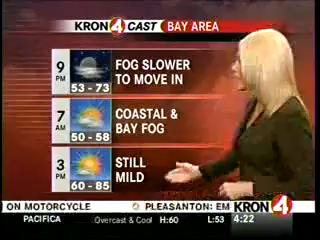 KRON 4 CAST BAY AREA
9 PM
53 - 73
FOG SLOWER
TO MOVE IN
7 AM
50 - 58
COASTAL &
BAY FOG
3 PM
60 - 85
STILL
MILD
ON MOTORCYCLE PLEASANTON: EM
KRON 4
PACIFICA Overcast & Cool H:60 L:53 4:22